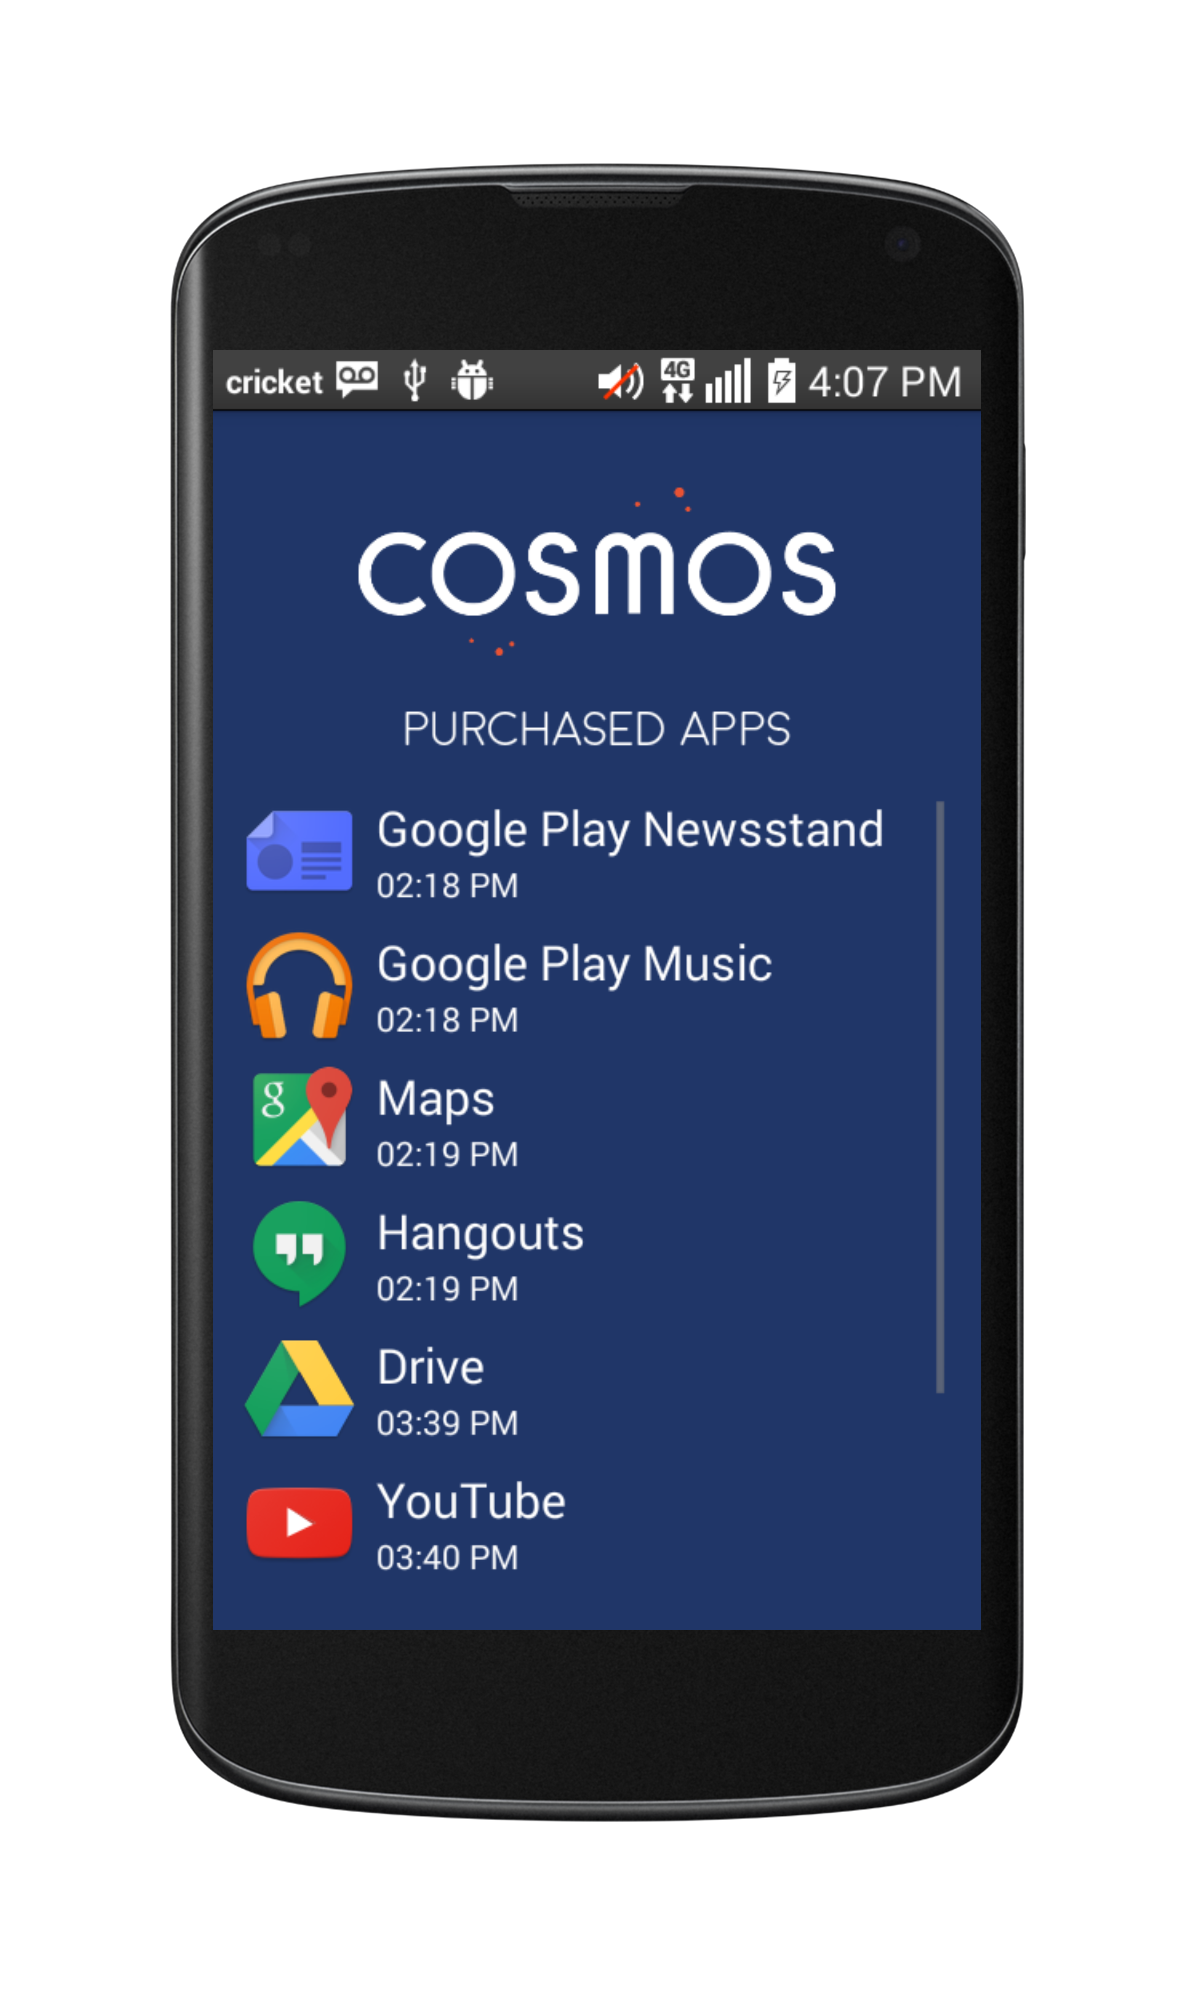 cricket 4G 4:07 PM
COSMOS
PURCHASED APPS
Google Play Newsstand
02:18 PM
Google Play Music
02:18 PM
g
Maps
02:19 PM
Hangouts
02:19 PM
Drive
03:39 PM
YouTube
03:40 PM